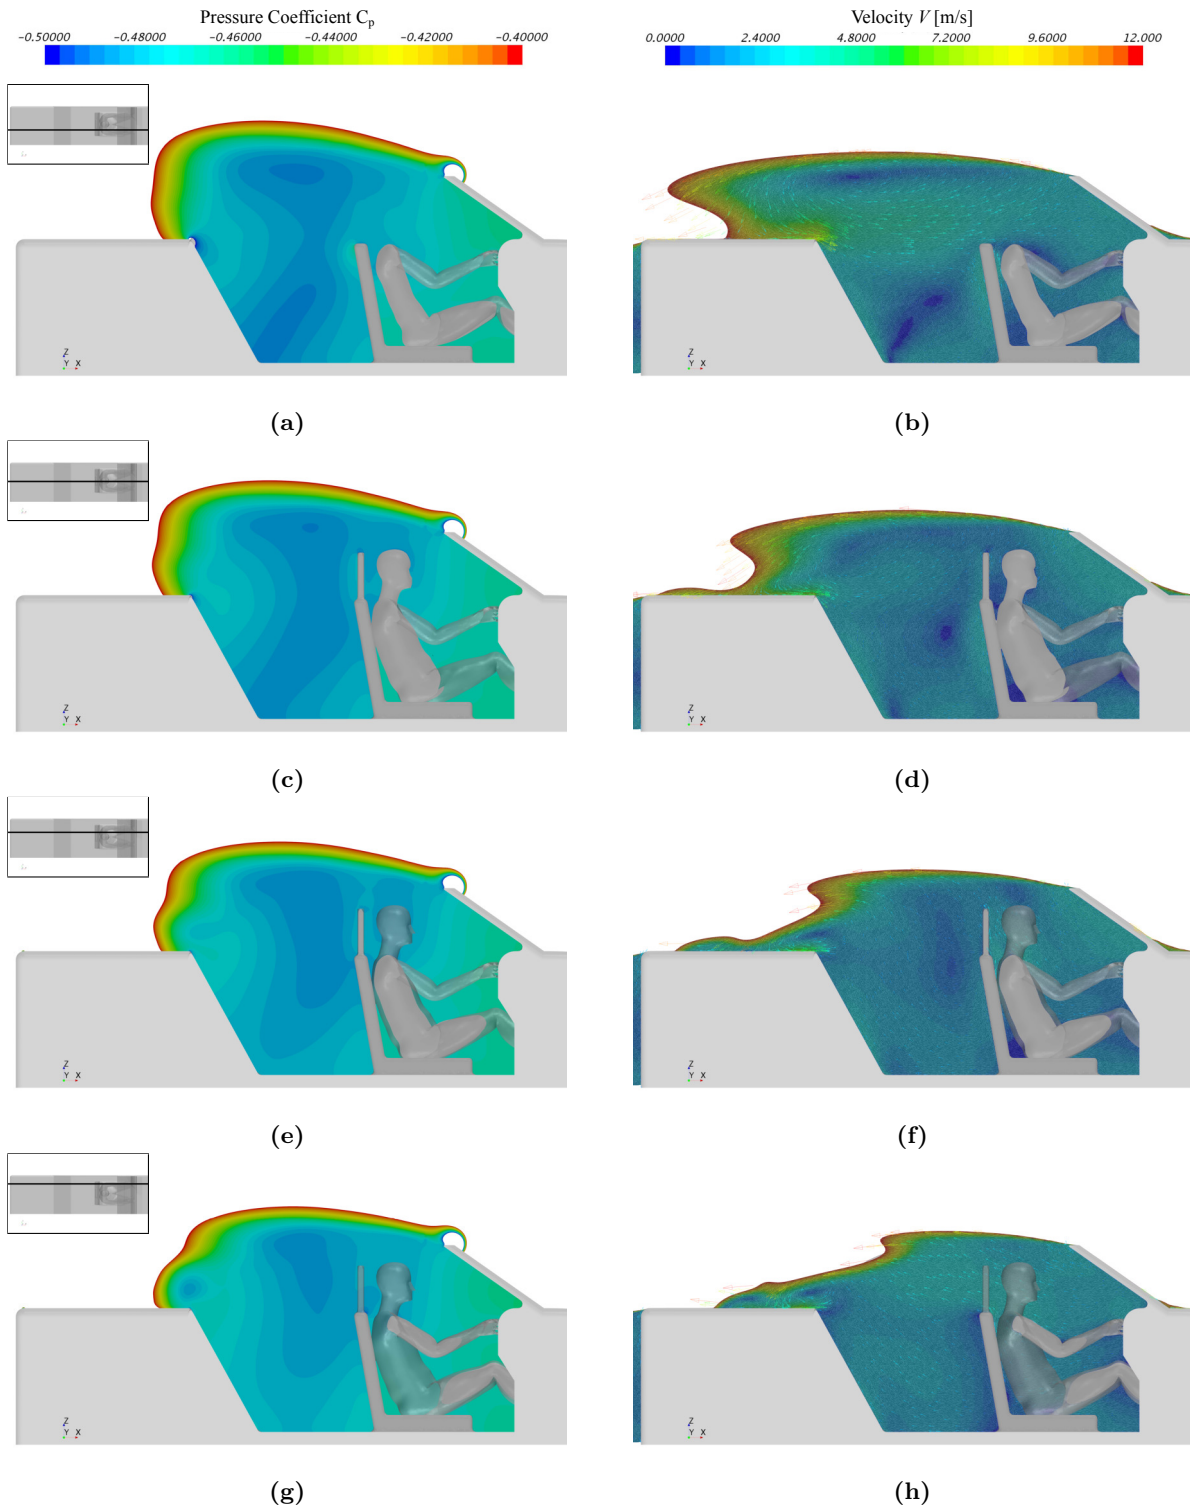 Pressure Coefficient Cp
Velocity V [m/s]
−0.50000 −0.48000 −0.46000 −0.44000 −0.42000 −0.40000
0.0000 2.4000 4.8000 7.2000 9.6000 12.000
Z
Y X
Z
Y X
(a)
(b)
Z
Y X
Z
Y X
(c)
(d)
Z
Y X
Z
Y X
(e)
(f)
Z
Y X
Z
Y X
(g)
(h)